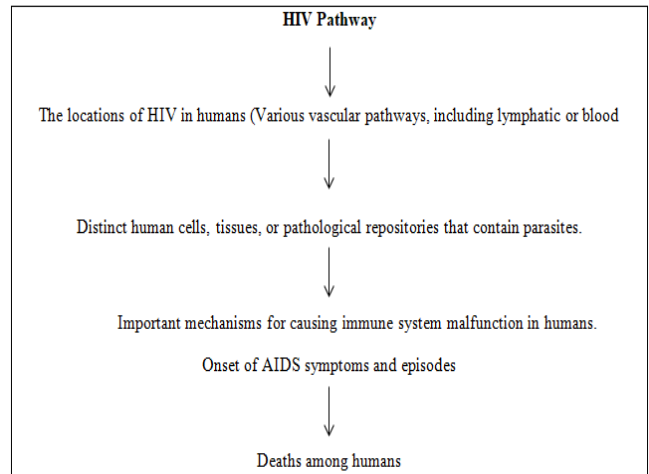 HIV Pathway
The locations of HIV in humans (Various vascular pathways, including lymphatic or blood
Distinct human cells, tissues, or pathological repositories that contain parasites.
Important mechanisms for causing immune system malfunction in humans.
Onset of AIDS symptoms and episodes
Deaths among humans